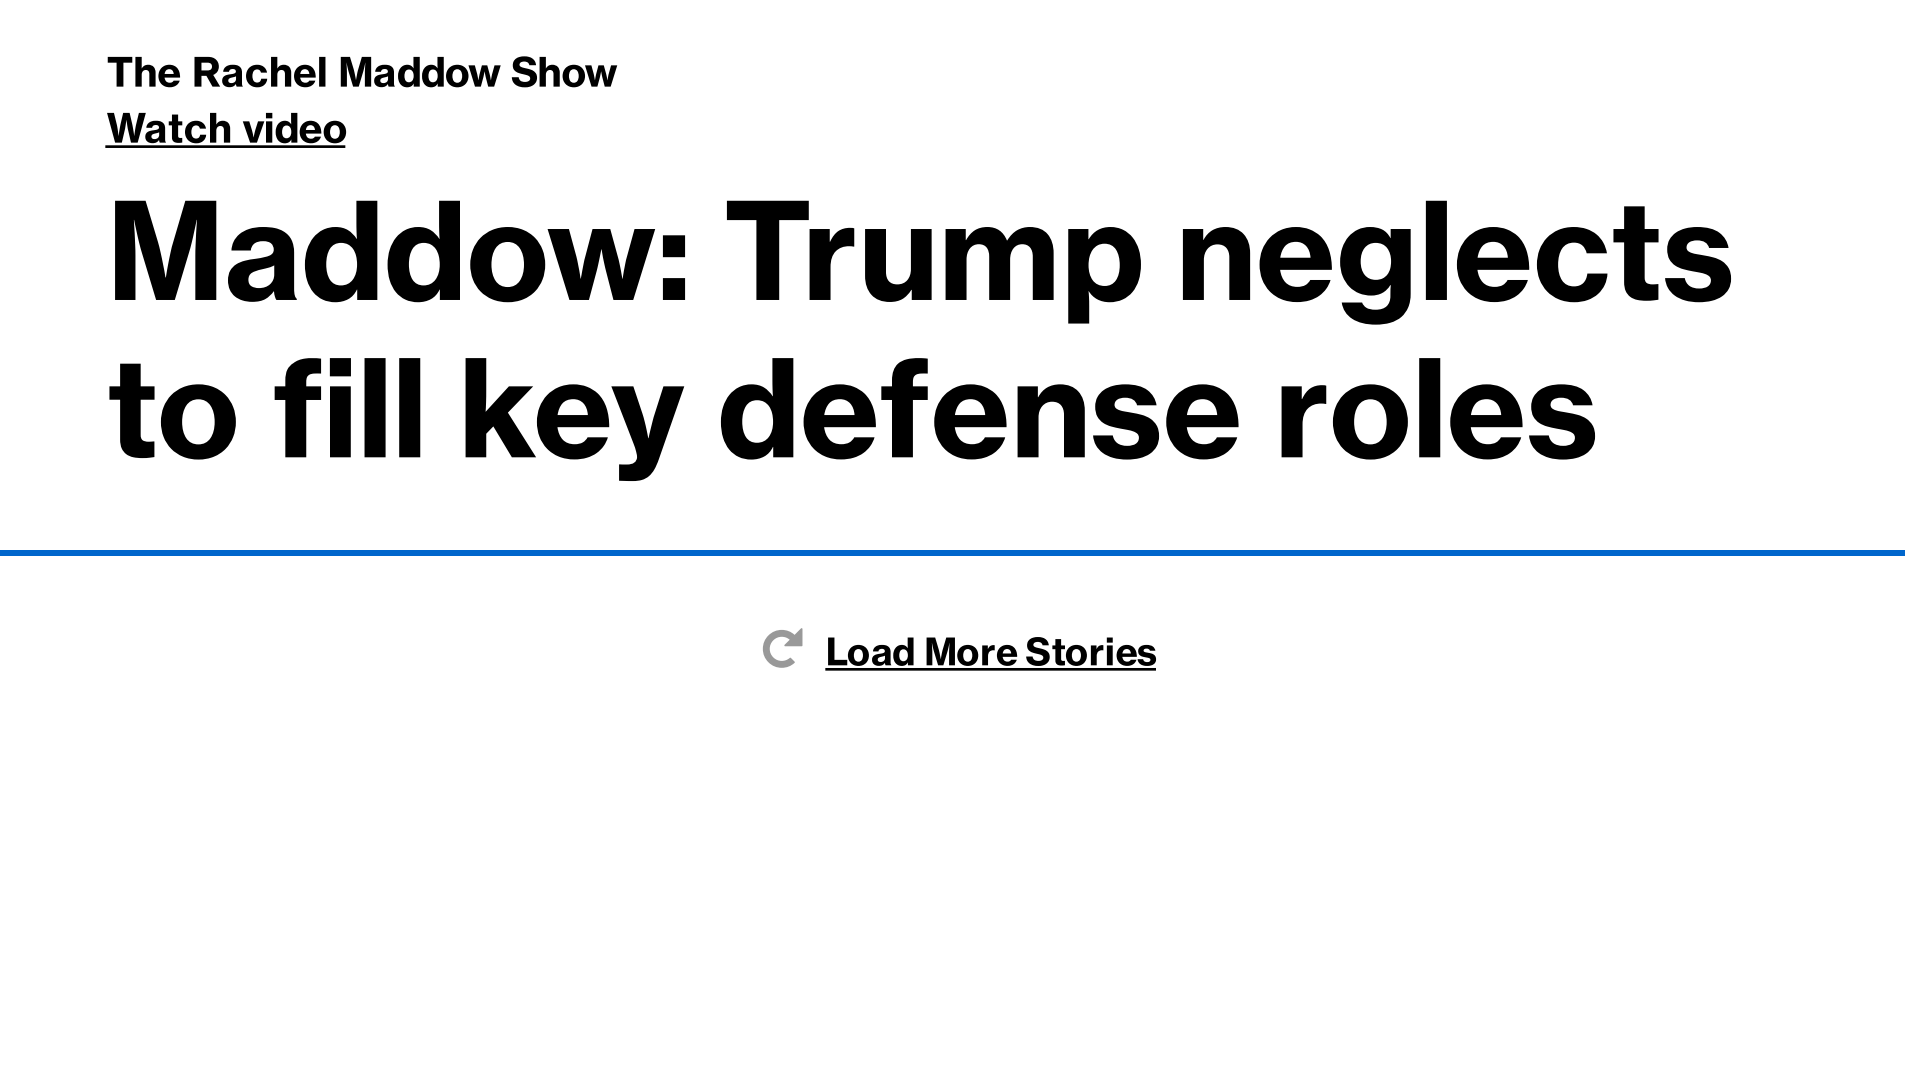 The Rachel Maddow Show
Watch video
Maddow: Trump neglects
to fill key defense roles
Load More Stories